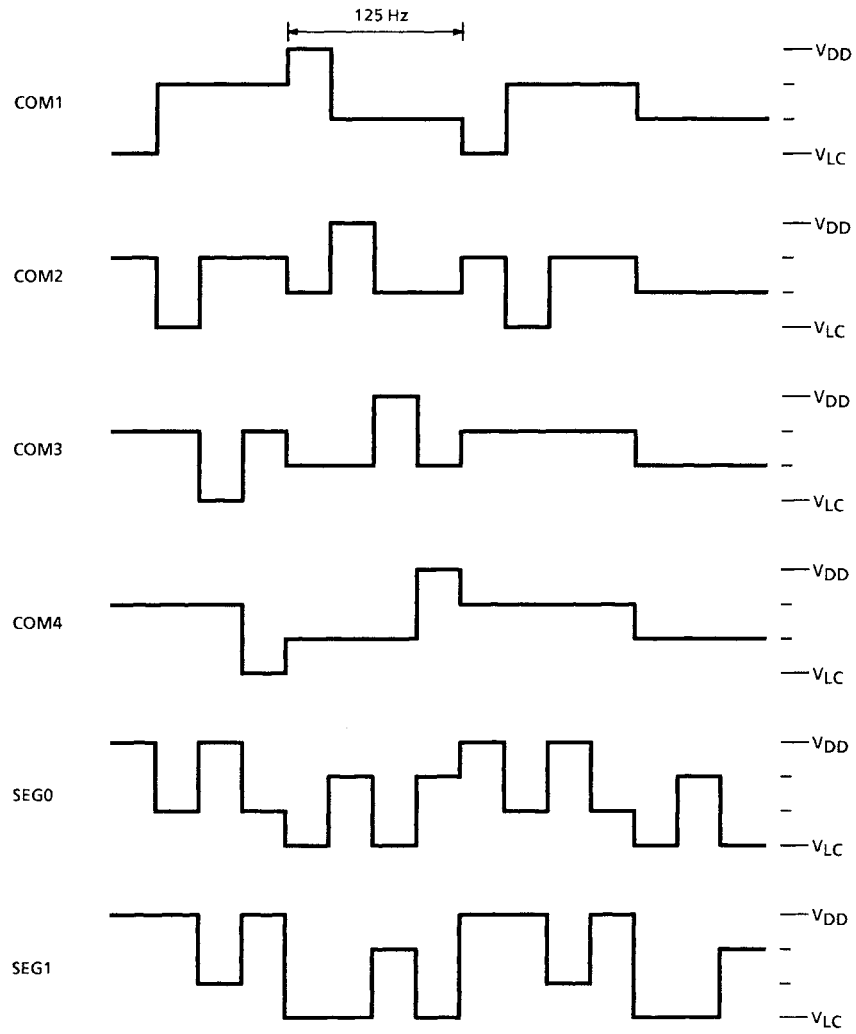 125 Hz
VDD
COM1
VLC
VDD
COM2
VLC
VDD
COM3
VLC
VDD
COM4
VLC
VDD
SEG0
VLC
VDD
SEG1
VLC